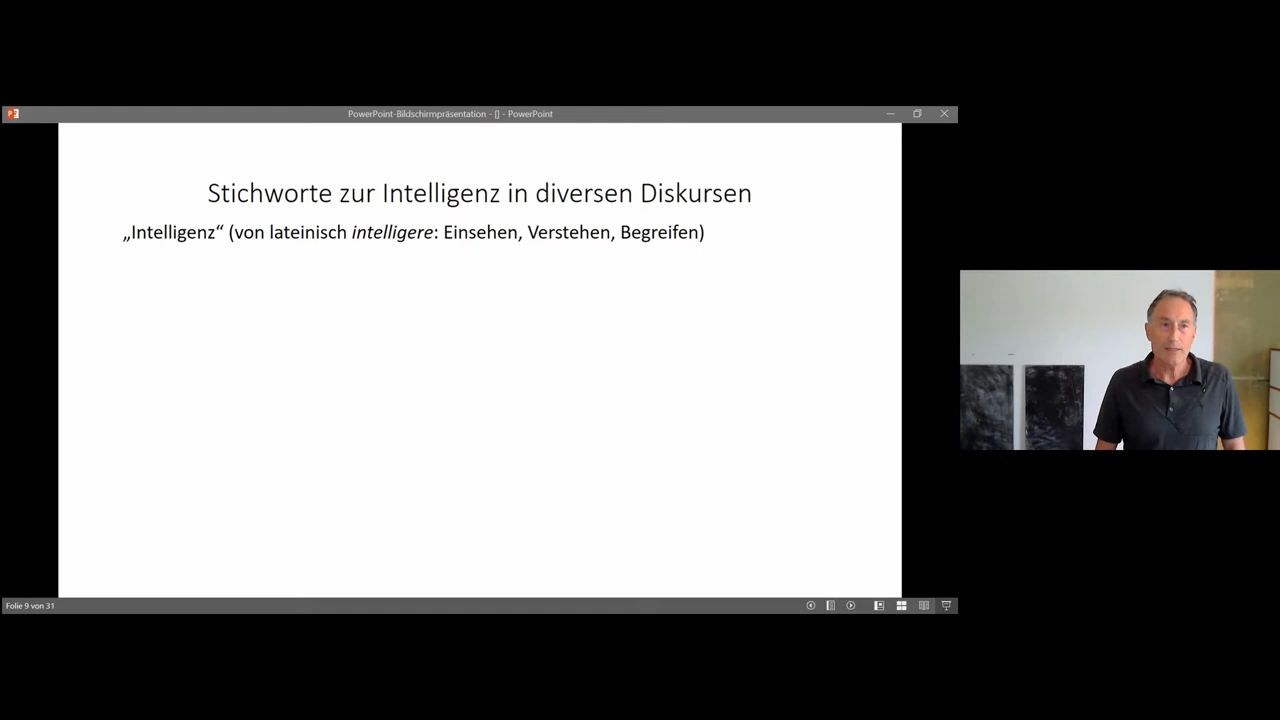 PowerPoint-Bildschirmpräsentation - [] - PowerPoint
Stichworte zur Intelligenz in diversen Diskursen
„Intelligenz“ (von lateinisch intelligere: Einsehen, Verstehen, Begreifen)
Folie 9 von 31